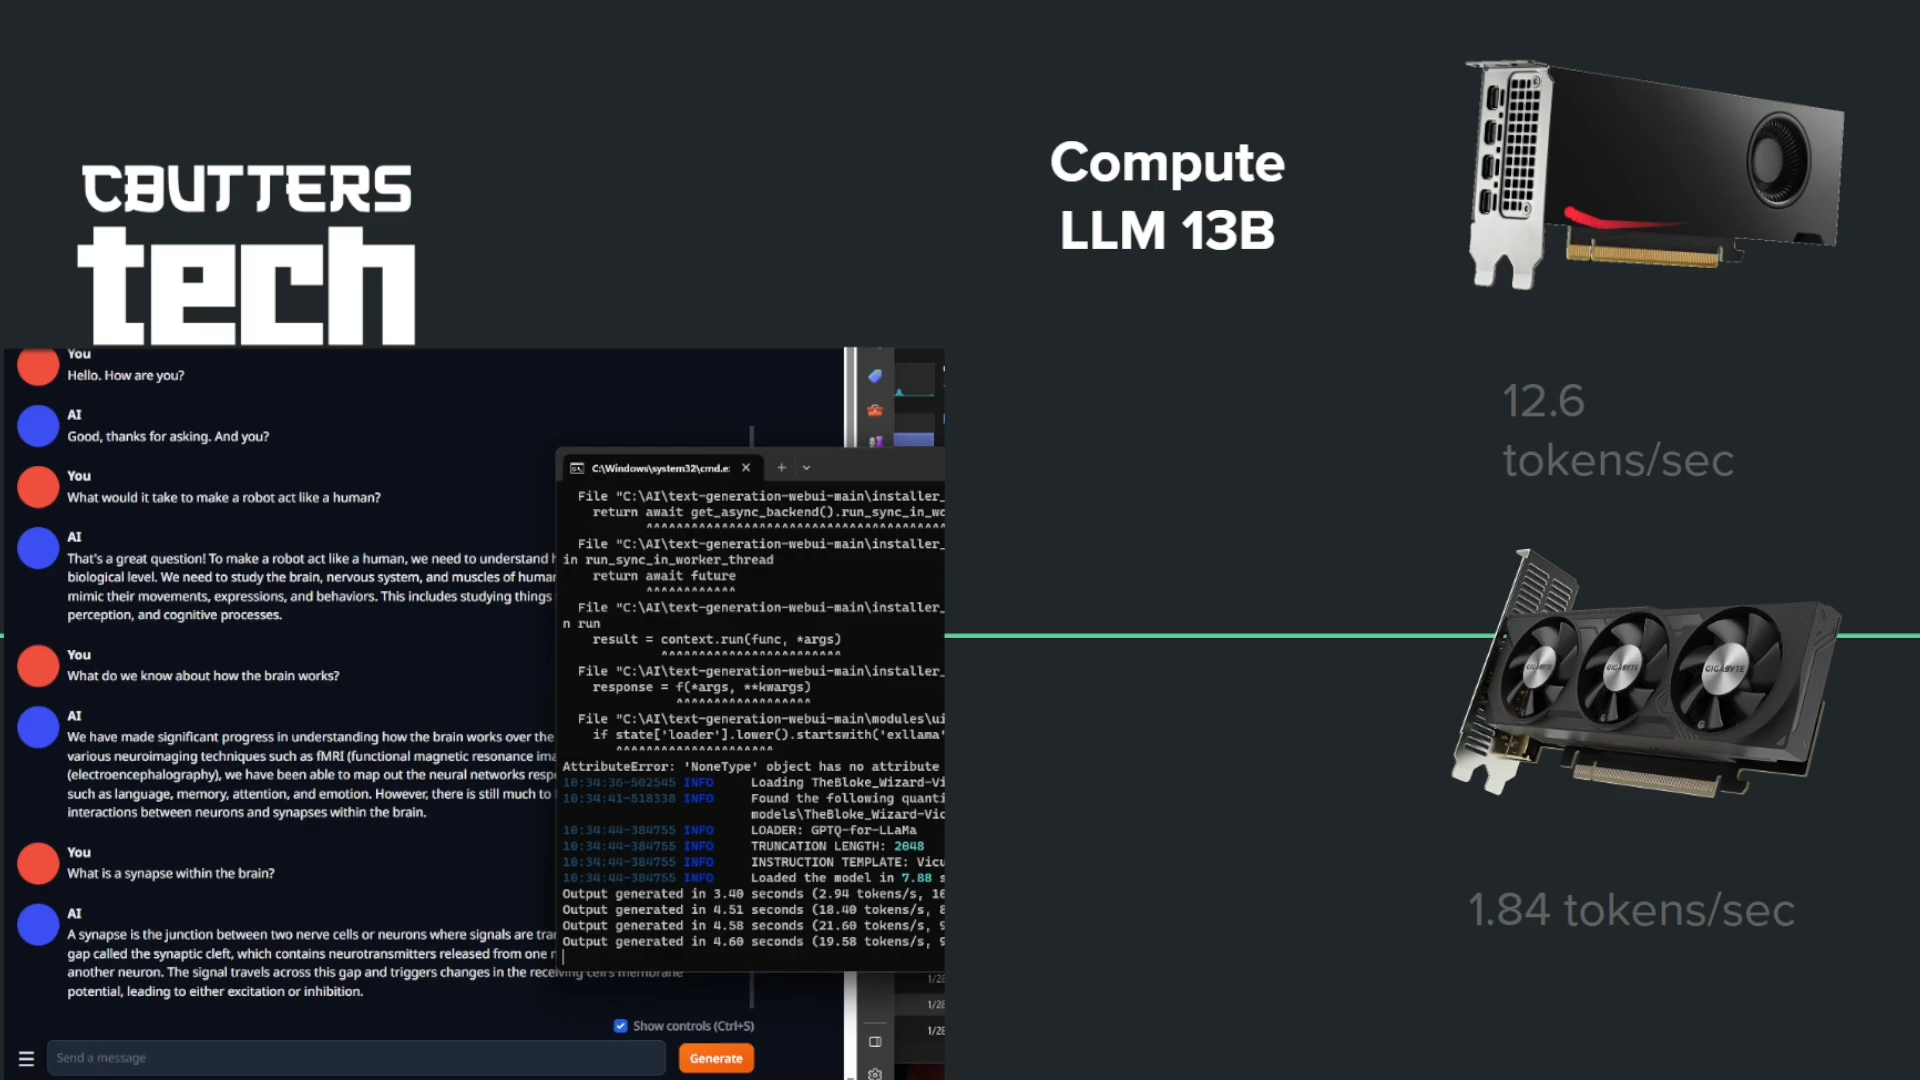 CBUTTERS
tech
Compute
LLM 13B
12.6
tokens/sec
1.84 tokens/sec
GIGABYTE
GIGABYTE
GIGABYTE
You
Hello. How are you?
AI
Good, thanks for asking. And you?
You
What would it take to make a robot act like a human?
AI
That's a great question! To make a robot act like a human, we need to understand
biological level. We need to study the brain, nervous system, and muscles of
mimic their movements, expressions, and behaviors. This includes studying things
perception, and cognitive processes.
You
What do we know about how the brain works?
AI
We have made significant progress in understanding how the brain works over the
various neuroimaging techniques such as fMRI (functional magnetic resonance
(electroencephalography), we have been able to map out the neural networks
such as language, memory, attention, and emotion. However, there is still much to
interactions between neurons and synapses within the brain.
You
What is a synapse within the brain?
AI
A synapse is the junction between two nerve cells or neurons where signals are
gap called the synaptic cleft, which contains neurotransmitters released from one
another neuron. The signal travels across this gap and triggers changes in the receiving cell's membrane
potential, leading to either excitation or inhibition.
Show controls (Ctrl+S)
Send a message
Generate
C:\Windows\system32\cmd.e:
File "C:\AI\text-generation-webui-main\installer_
return await get_async_backend().run_sync_in_wo
^^^^^^^^^^^^^^^^^^^^^^^^^^^^^^^^^^^^^^^^
File "C:\AI\text-generation-webui-main\installer_
in run_sync_in_worker_thread
return await future
^^^^^^^^^^^^
File "C:\AI\text-generation-webui-main\installer_
n run
result = context.run(func, *args)
^^^^^^^^^^^^^^^^^^^^^^^^
File "C:\AI\text-generation-webui-main\installer_
response = f(*args, **kwargs)
^^^^^^^^^^^^^^^^^^
File "C:\AI\text-generation-webui-main\modules\ui
if state['loader'].lower().startswith('exllama'
^^^^^^^^^^^^^^^^^^^^^
AttributeError: 'NoneType' object has no attribute
10:34:36-502545 INFO Loading TheBloke_Wizard-Vi
10:34:41-518338 INFO Found the following quanti
models\TheBloke_Wizard-Vic
10:34:44-384755 INFO LOADER: GPTQ-for-LLaMa
10:34:44-384755 INFO TRUNCATION LENGTH: 2048
10:34:44-384755 INFO INSTRUCTION TEMPLATE: Vicu
10:34:44-384755 INFO Loaded the model in 7.88 s
Output generated in 3.40 seconds (2.94 tokens/s, 10
Output generated in 4.51 seconds (18.40 tokens/s, 8
Output generated in 4.58 seconds (21.60 tokens/s, 9
Output generated in 4.60 seconds (19.58 tokens/s, 9
1/28
1/28
1/28